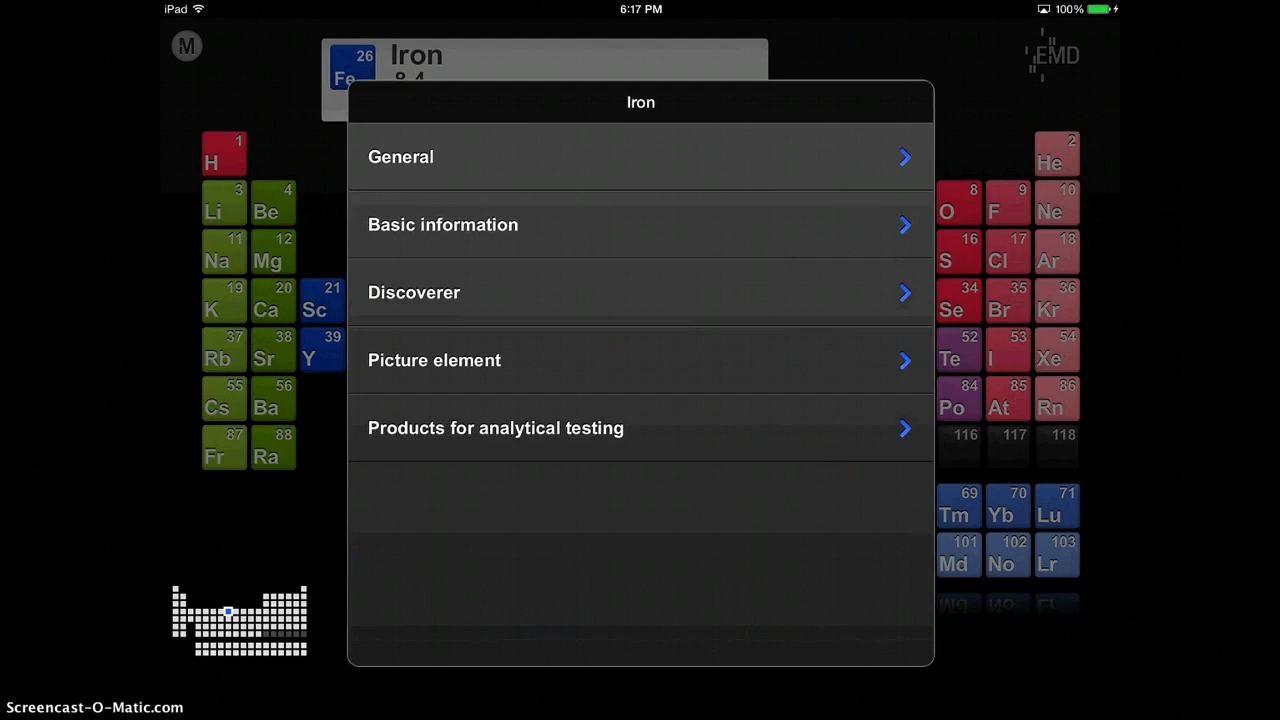 iPad 6:17 PM 100%
M
26
Fe
Iron
EMD
Iron
General
Basic information
Discoverer
Picture element
Products for analytical testing
1 H
2 He
3 Li
4 Be
8 O
9 F
10 Ne
11 Na
12 Mg
16 S
17 Cl
18 Ar
19 K
20 Ca
21 Sc
34 Se
35 Br
36 Kr
37 Rb
38 Sr
39 Y
52 Te
53 I
54 Xe
55 Cs
56 Ba
84 Po
85 At
86 Rn
87 Fr
88 Ra
116
117
118
69 Tm
70 Yb
71 Lu
101 Md
102 No
103 Lr
Screencast-O-Matic.com